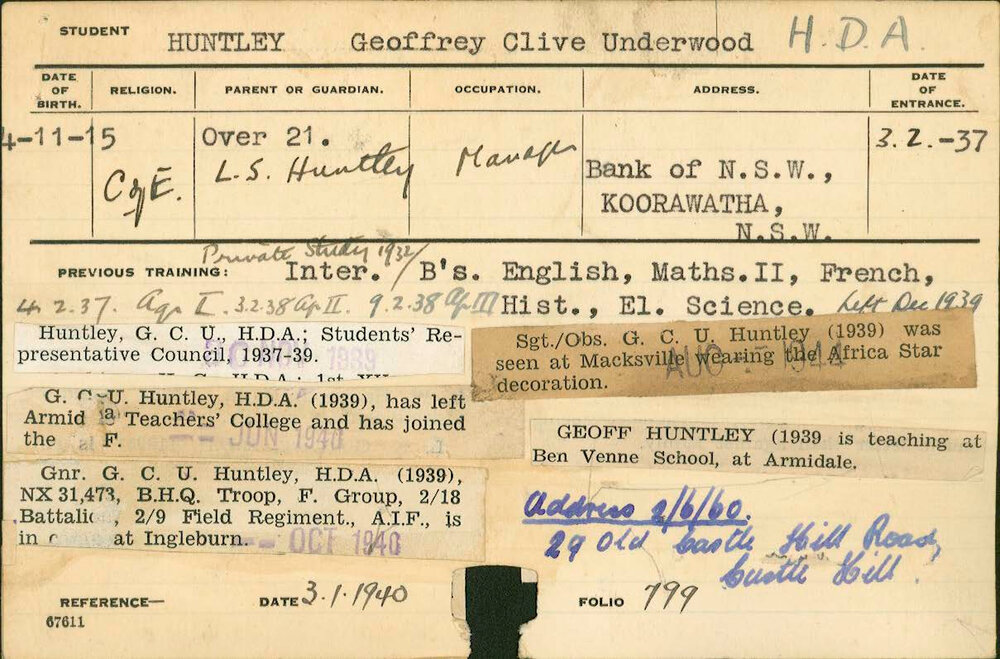 STUDENT HUNTLEY Geoffrey Clive Underwood H.D.A.
DATE OF BIRTH. RELIGION. PARENT OR GUARDIAN. OCCUPATION. ADDRESS. DATE OF ENTRANCE.
4-11-15 Over 21. 3.2.-37
C of E. L.S. Huntley Manager Bank of N.S.W.,
KOORAWATHA,
N.S.W.
Private Study 1932/
PREVIOUS TRAINING: Inter. B's. English, Maths.II, French,
4.2.37. Ag. I 3.2.38 Ag II. 9.2.38 Ag III Hist., El. Science. Left Dec 1939
Huntley, G. C. U., H.D.A.; Students' Re-
presentative Council, 1937-39.
NOV 1939
Sgt./Obs. G. C. U. Huntley (1939) was
seen at Macksville wearing the Africa Star
decoration.
AUG 1944
G. C. U. Huntley, H.D.A. (1939), has left
Armid Teachers' College and has joined
the F.
-- JUN 1940
GEOFF HUNTLEY (1939 is teaching at
Ben Venne School, at Armidale.
Gnr. G. C. U. Huntley, H.D.A. (1939),
NX 31,473, B.H.Q. Troop, F. Group, 2/18
Battalio, 2/9 Field Regiment., A.I.F., is
in c at Ingleburn.
-- OCT 1940
Address 2/6/60.
29 Old Castle Hill Road,
Castle Hill.
REFERENCE— DATE 3.1.1940 FOLIO 799
67611